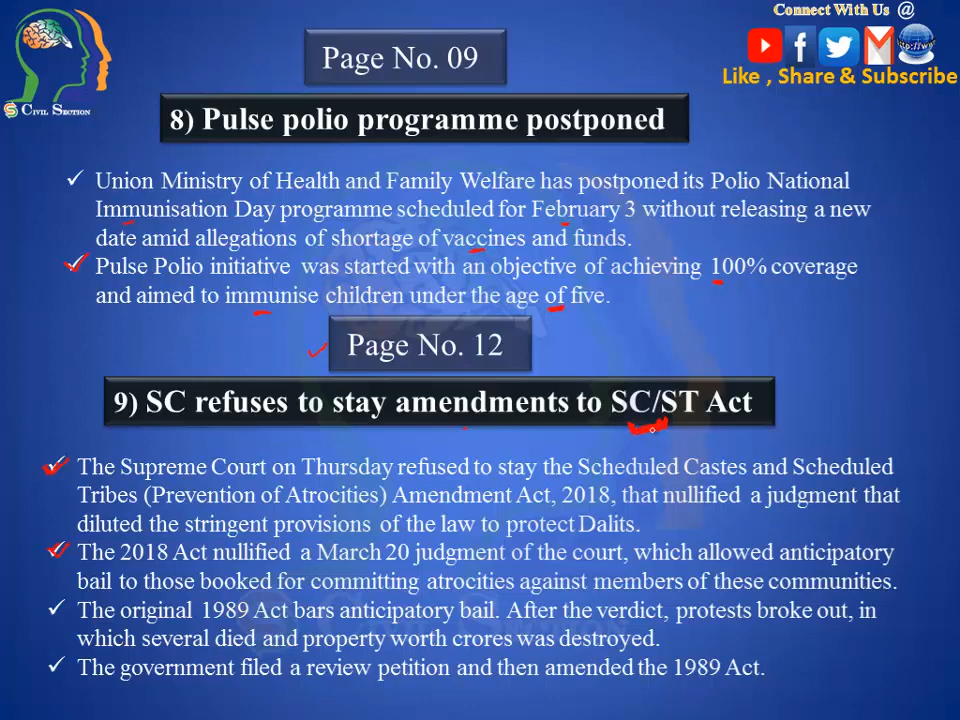 Connect With Us @
http://www
Like , Share & Subscribe
CIVIL SECTION
Page No. 09
8) Pulse polio programme postponed
✓ Union Ministry of Health and Family Welfare has postponed its Polio National
Immunisation Day programme scheduled for February 3 without releasing a new
date amid allegations of shortage of vaccines and funds.
✓ Pulse Polio initiative was started with an objective of achieving 100% coverage
and aimed to immunise children under the age of five.
Page No. 12
9) SC refuses to stay amendments to SC/ST Act
✓ The Supreme Court on Thursday refused to stay the Scheduled Castes and Scheduled
Tribes (Prevention of Atrocities) Amendment Act, 2018, that nullified a judgment that
diluted the stringent provisions of the law to protect Dalits.
✓ The 2018 Act nullified a March 20 judgment of the court, which allowed anticipatory
bail to those booked for committing atrocities against members of these communities.
✓ The original 1989 Act bars anticipatory bail. After the verdict, protests broke out, in
which several died and property worth crores was destroyed.
✓ The government filed a review petition and then amended the 1989 Act.
CIVIL SECTION